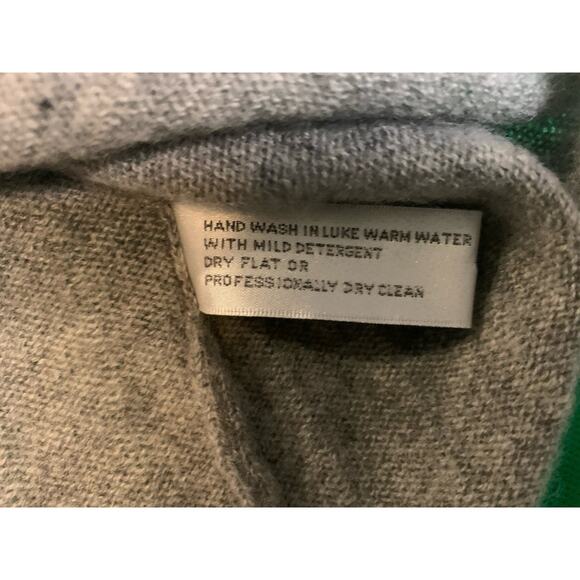 HAND WASH IN LUKE WARM WATER
WITH MILD DETERGENT
DRY FLAT OR
PROFESSIONALLY DRY CLEAN